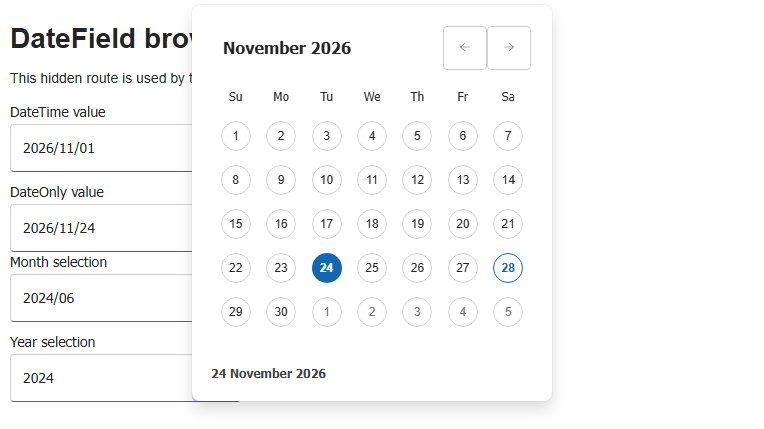 DateField brow
This hidden route is used by t
DateTime value
2026/11/01
DateOnly value
2026/11/24
Month selection
2024/06
Year selection
2024
November 2026
Su Mo Tu We Th Fr Sa
1 2 3 4 5 6 7
8 9 10 11 12 13 14
15 16 17 18 19 20 21
22 23 24 25 26 27 28
29 30 1 2 3 4 5
24 November 2026